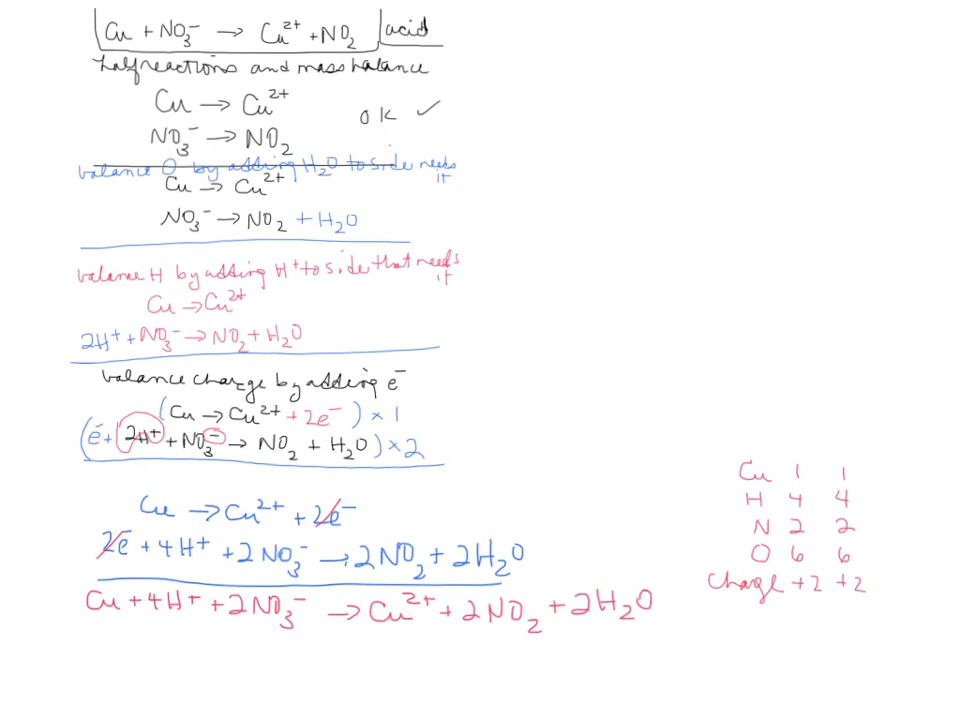 Cu + NO₃⁻ → Cu²⁺ + NO₂ acid
half reactions and mass balance
Cu → Cu²⁺
OK ✓
NO₃⁻ → NO₂
balance O by adding H₂O to side needs it
Cu → Cu²⁺
NO₃⁻ → NO₂ + H₂O
balance H by adding H⁺ to side that needs it
Cu → Cu²⁺
2H⁺ + NO₃⁻ → NO₂ + H₂O
balance charge by adding e⁻
(Cu → Cu²⁺ + 2e⁻) × 1
(e⁻ + 2H⁺ + NO₃⁻ → NO₂ + H₂O) × 2
Cu → Cu²⁺ + 2e⁻
2e⁻ + 4H⁺ + 2NO₃⁻ → 2NO₂ + 2H₂O
Cu + 4H⁺ + 2NO₃⁻ → Cu²⁺ + 2NO₂ + 2H₂O
Cu 1 1
H 4 4
N 2 2
O 6 6
Charge +2 +2